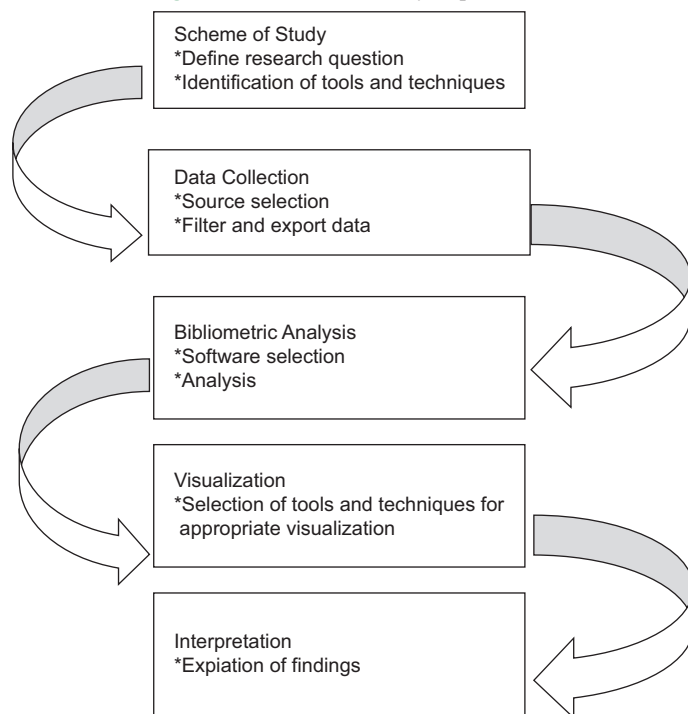 Scheme of Study
*Define research question
*Identification of tools and techniques
Data Collection
*Source selection
*Filter and export data
Bibliometric Analysis
*Software selection
*Analysis
Visualization
*Selection of tools and techniques for
appropriate visualization
Interpretation
*Expiation of findings